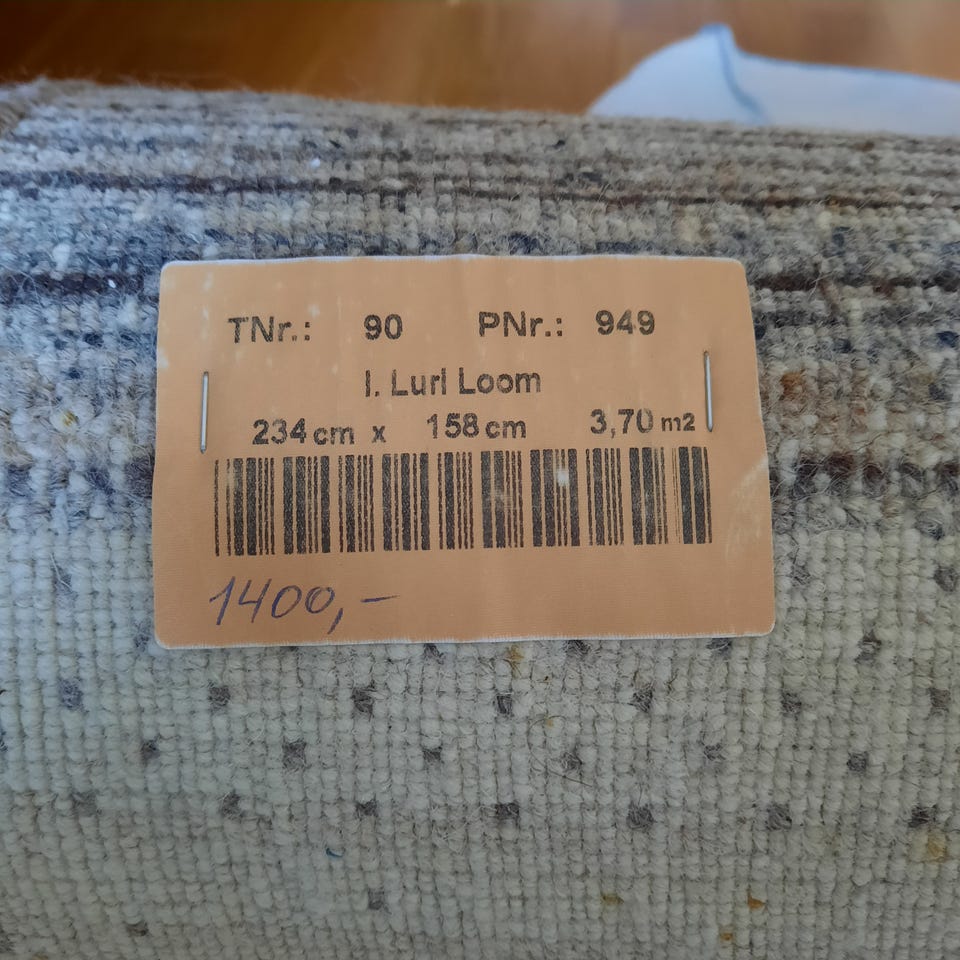 TNr.: 90 PNr.: 949
I. Luri Loom
234 cm x 158 cm 3,70 m2
1400,-